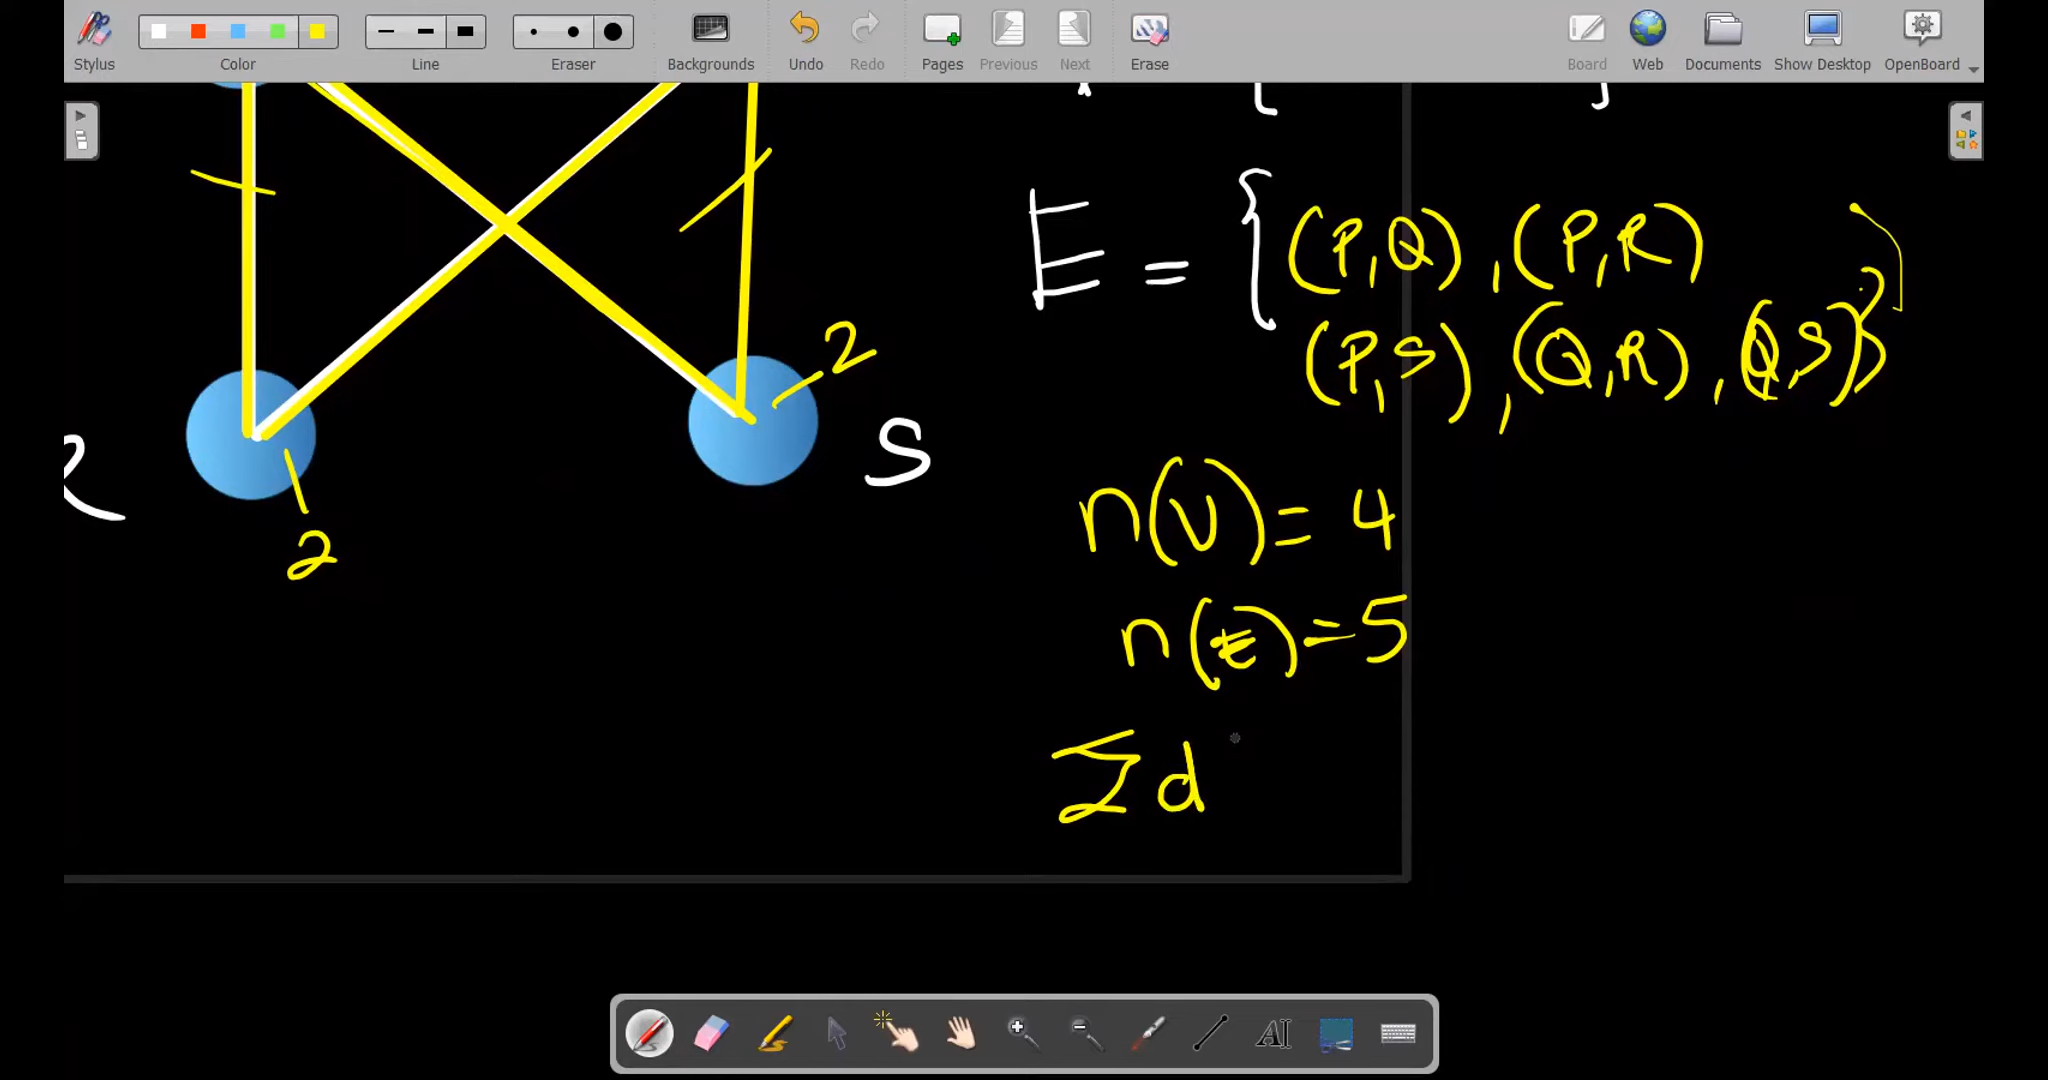 Stylus Color Line Eraser Backgrounds Undo Redo Pages Previous Next Erase Board Web Documents Show Desktop OpenBoard
E = { (P,Q) , (P,R)
(P,S) , (Q,R) , (Q,S) }
2
S
R
2
n(V) = 4
n(E) = 5
Σd
AI